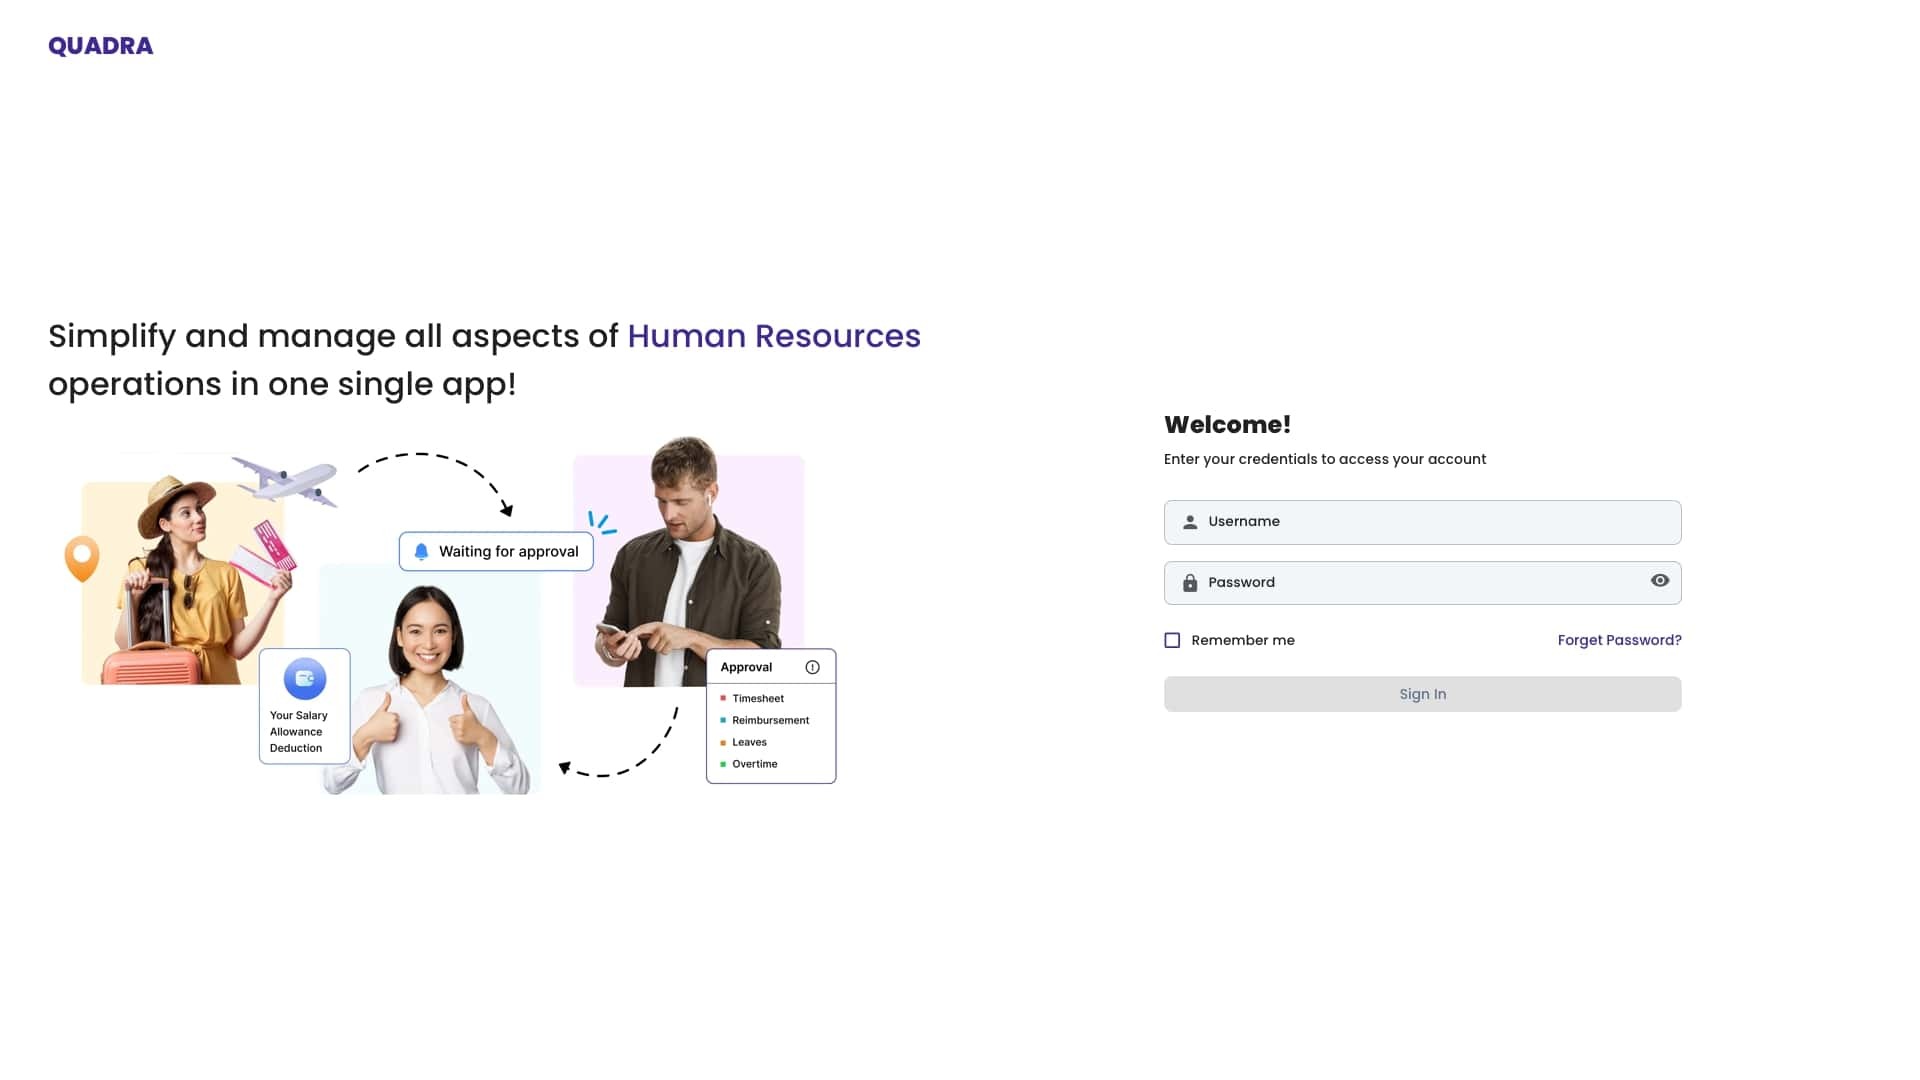 QUADRA
Simplify and manage all aspects of Human Resources
operations in one single app!
Waiting for approval
Your Salary
Allowance
Deduction
Approval
Timesheet
Reimbursement
Leaves
Overtime
Welcome!
Enter your credentials to access your account
Username
Password
Remember me
Forget Password?
Sign In